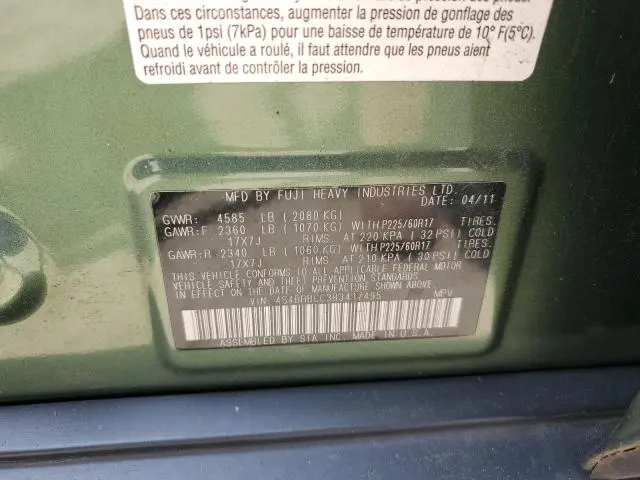 Dans ces circonstances, augmenter la pression de gonflage des
pneus de 1psi (7kPa) pour une baisse de température de 10° F(5°C).
Quand le véhicule a roulé, il faut attendre que les pneus aient
refroidi avant de contrôler la pression.
MFD BY FUJI HEAVY INDUSTRIES LTD.
DATE: 04/11
GVWR: 4585 LB (2080 KG)
GAWR:F 2360 LB (1070 KG) WITH P225/60R17 TIRES.
17X7J RIMS. AT 220 KPA (32 PSI) COLD
GAWR:R 2340 LB (1060 KG) WITH P225/60R17 TIRES.
17X7J RIMS. AT 210 KPA (30 PSI) COLD
THIS VEHICLE CONFORMS TO ALL APPLICABLE FEDERAL MOTOR
VEHICLE SAFETY AND THEFT PREVENTION STANDARDS
IN EFFECT ON THE DATE OF MANUFACTURE SHOWN ABOVE.
VIN: 4S4BRBCC3B3417495 MPV
ASSEMBLED BY SIA INC. MADE IN U.S.A.